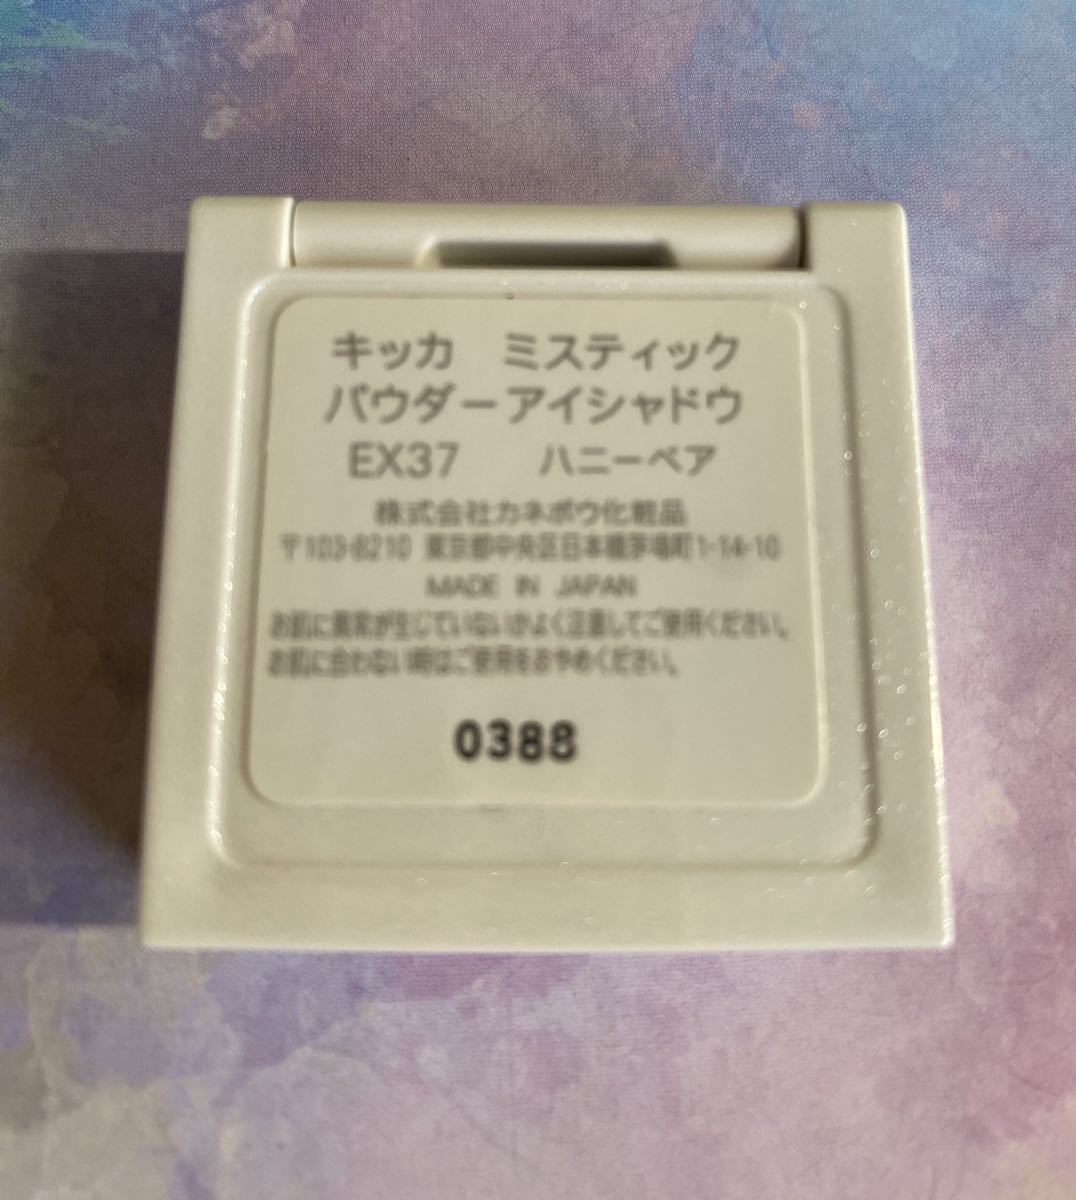 キッカ ミスティック
パウダーアイシャドウ
EX37 ハニーベア
株式会社カネボウ化粧品
〒103-8210 東京都中央区日本橋茅場町1-14-10
MADE IN JAPAN
お肌に異常が生じていないかよく注意してご使用ください。
お肌に合わない時はご使用をおやめください。
0388